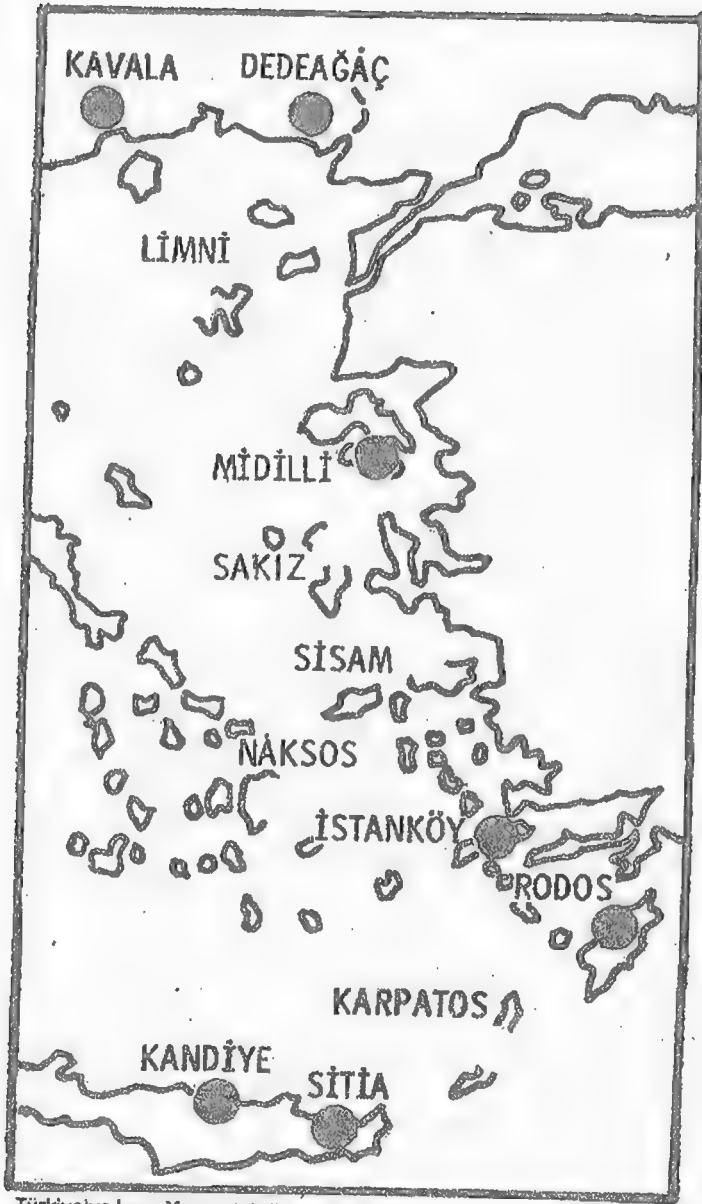 KAVALA DEDEAĞAÇ
LİMNİ
MİDİLLİ
SAKIZ
SİSAM
NAKSOS
İSTANKÖY
RODOS
KARPATOS
KANDİYE
SİTİA